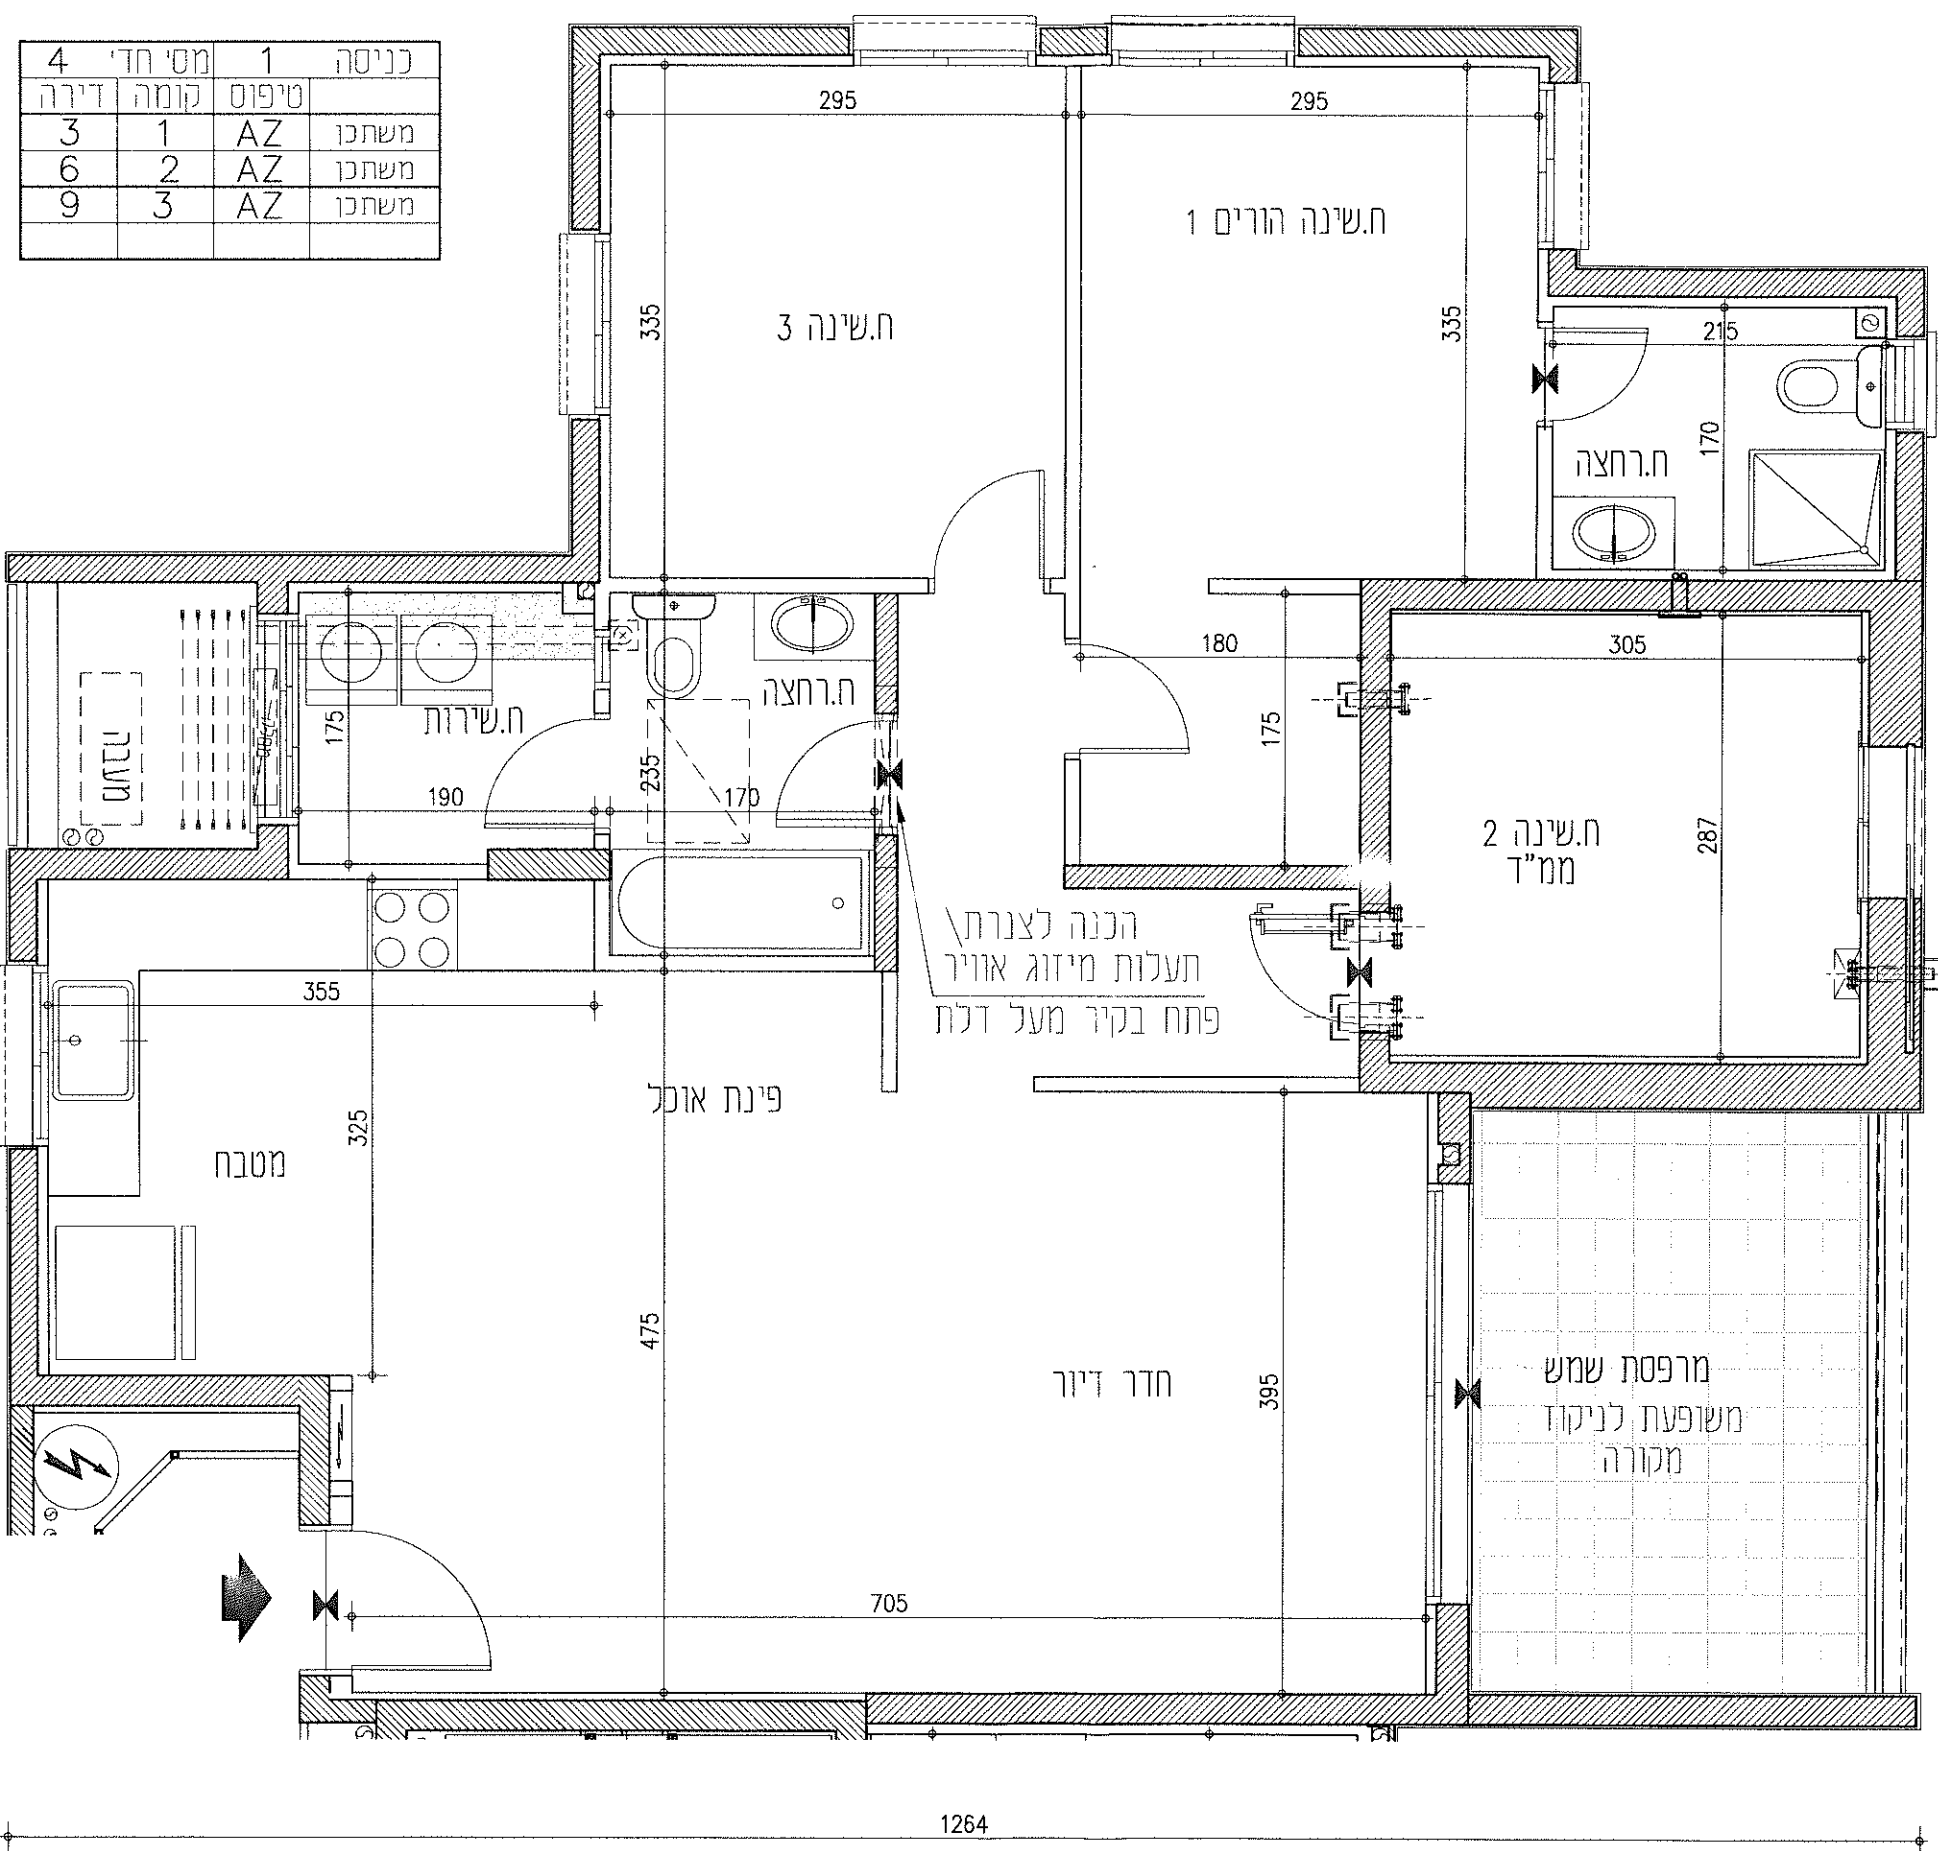 כניסה 1 מס' חד' 4
טיפוס קומה דירה
משתכן AZ 1 3
משתכן AZ 2 6
משתכן AZ 3 9
295
295
ח.שינה הורים 1
ח.שינה 3
335
335
215
170
ח.רחצה
180
305
ח.רחצה
ח.שירות
מעבה
175
235
190
170
175
287
ח.שינה 2
ממ"ד
הכנה לצנרת\
תעלות מיזוג אוויר
פתח בקיר מעל דלת
355
פינת אוכל
325
מטבח
475
חדר דיור
395
מרפסת שמש
משופעת לניקוז
מקורה
705
1264